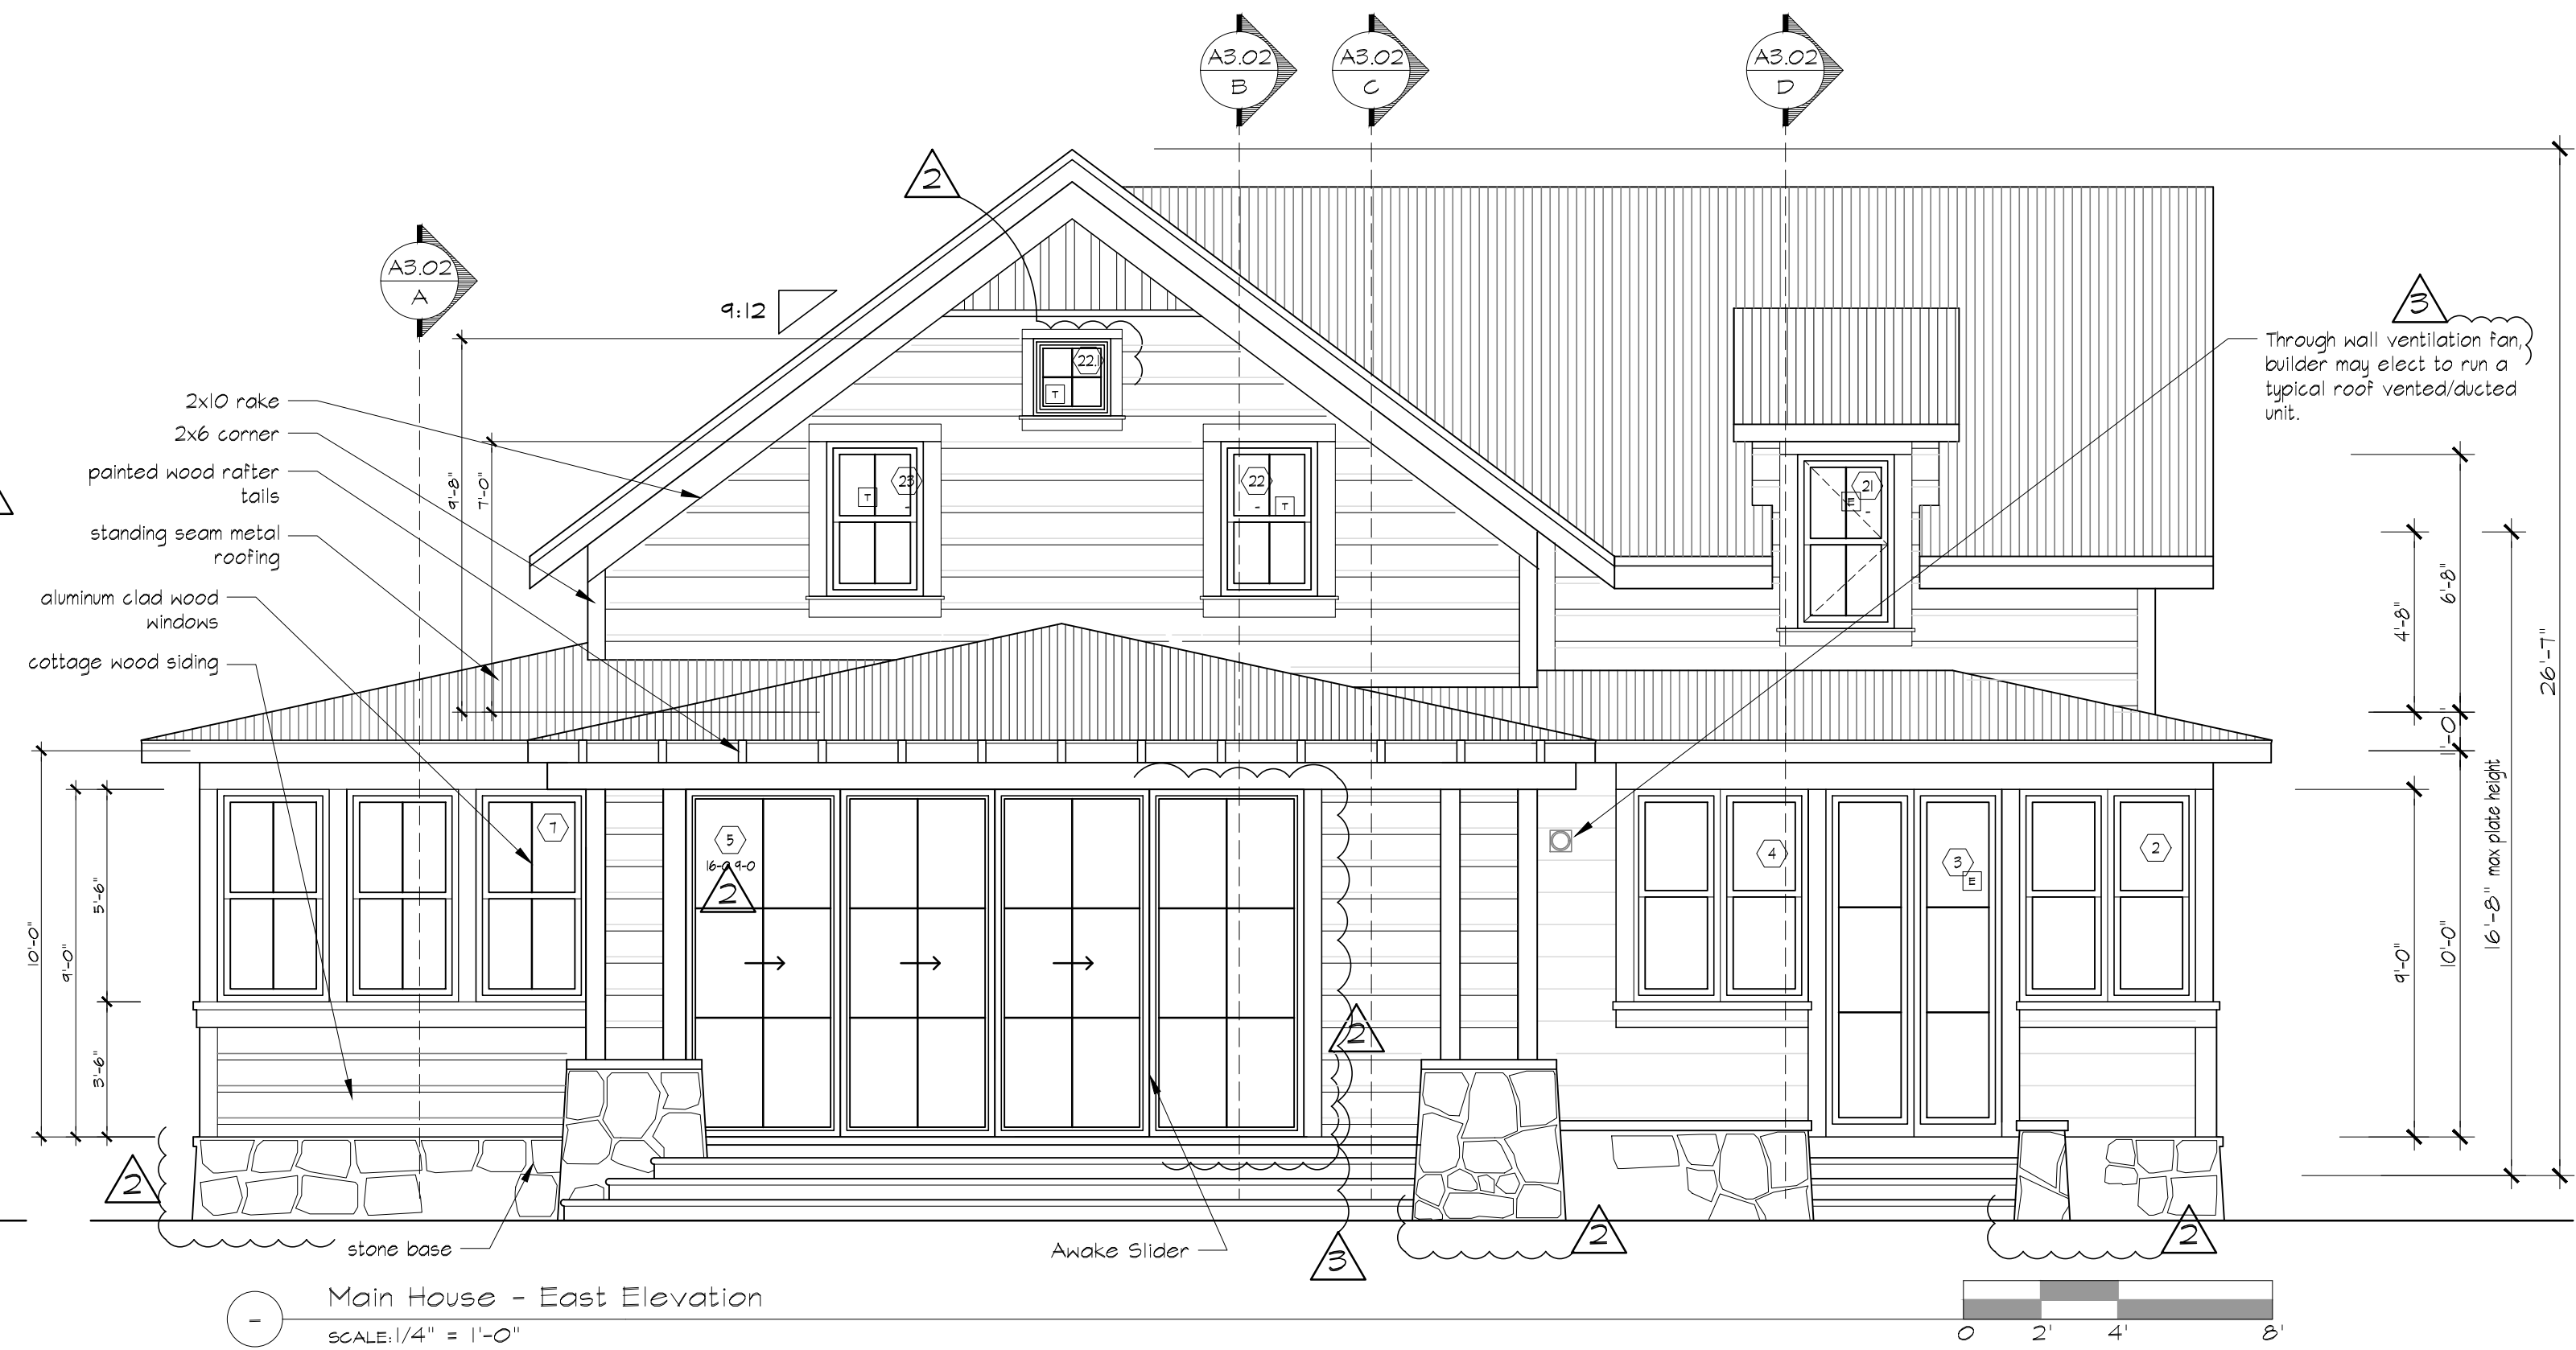 A3.02
B
A3.02
C
A3.02
D
2
A3.02
A
9:12
3
Through wall ventilation fan,
builder may elect to run a
typical roof vented/ducted
unit.
22.1
T
2x10 rake
2x6 corner
painted wood rafter
tails
standing seam metal
roofing
aluminum clad wood
windows
cottage wood siding
9'-8"
7'-0"
23
T
-
22
- T
21
E
-
4'-8"
6'-8"
26'-7"
1'-0"
16'-8" max plate height
10'-0"
9'-0"
5'-6"
3'-6"
7
5
16-0 9-0
2
4
3
E
2
9'-0"
10'-0"
2
2
stone base
Awake Slider
3
2
2
-
Main House - East Elevation
SCALE:1/4" = 1'-0"
0 2' 4' 8'